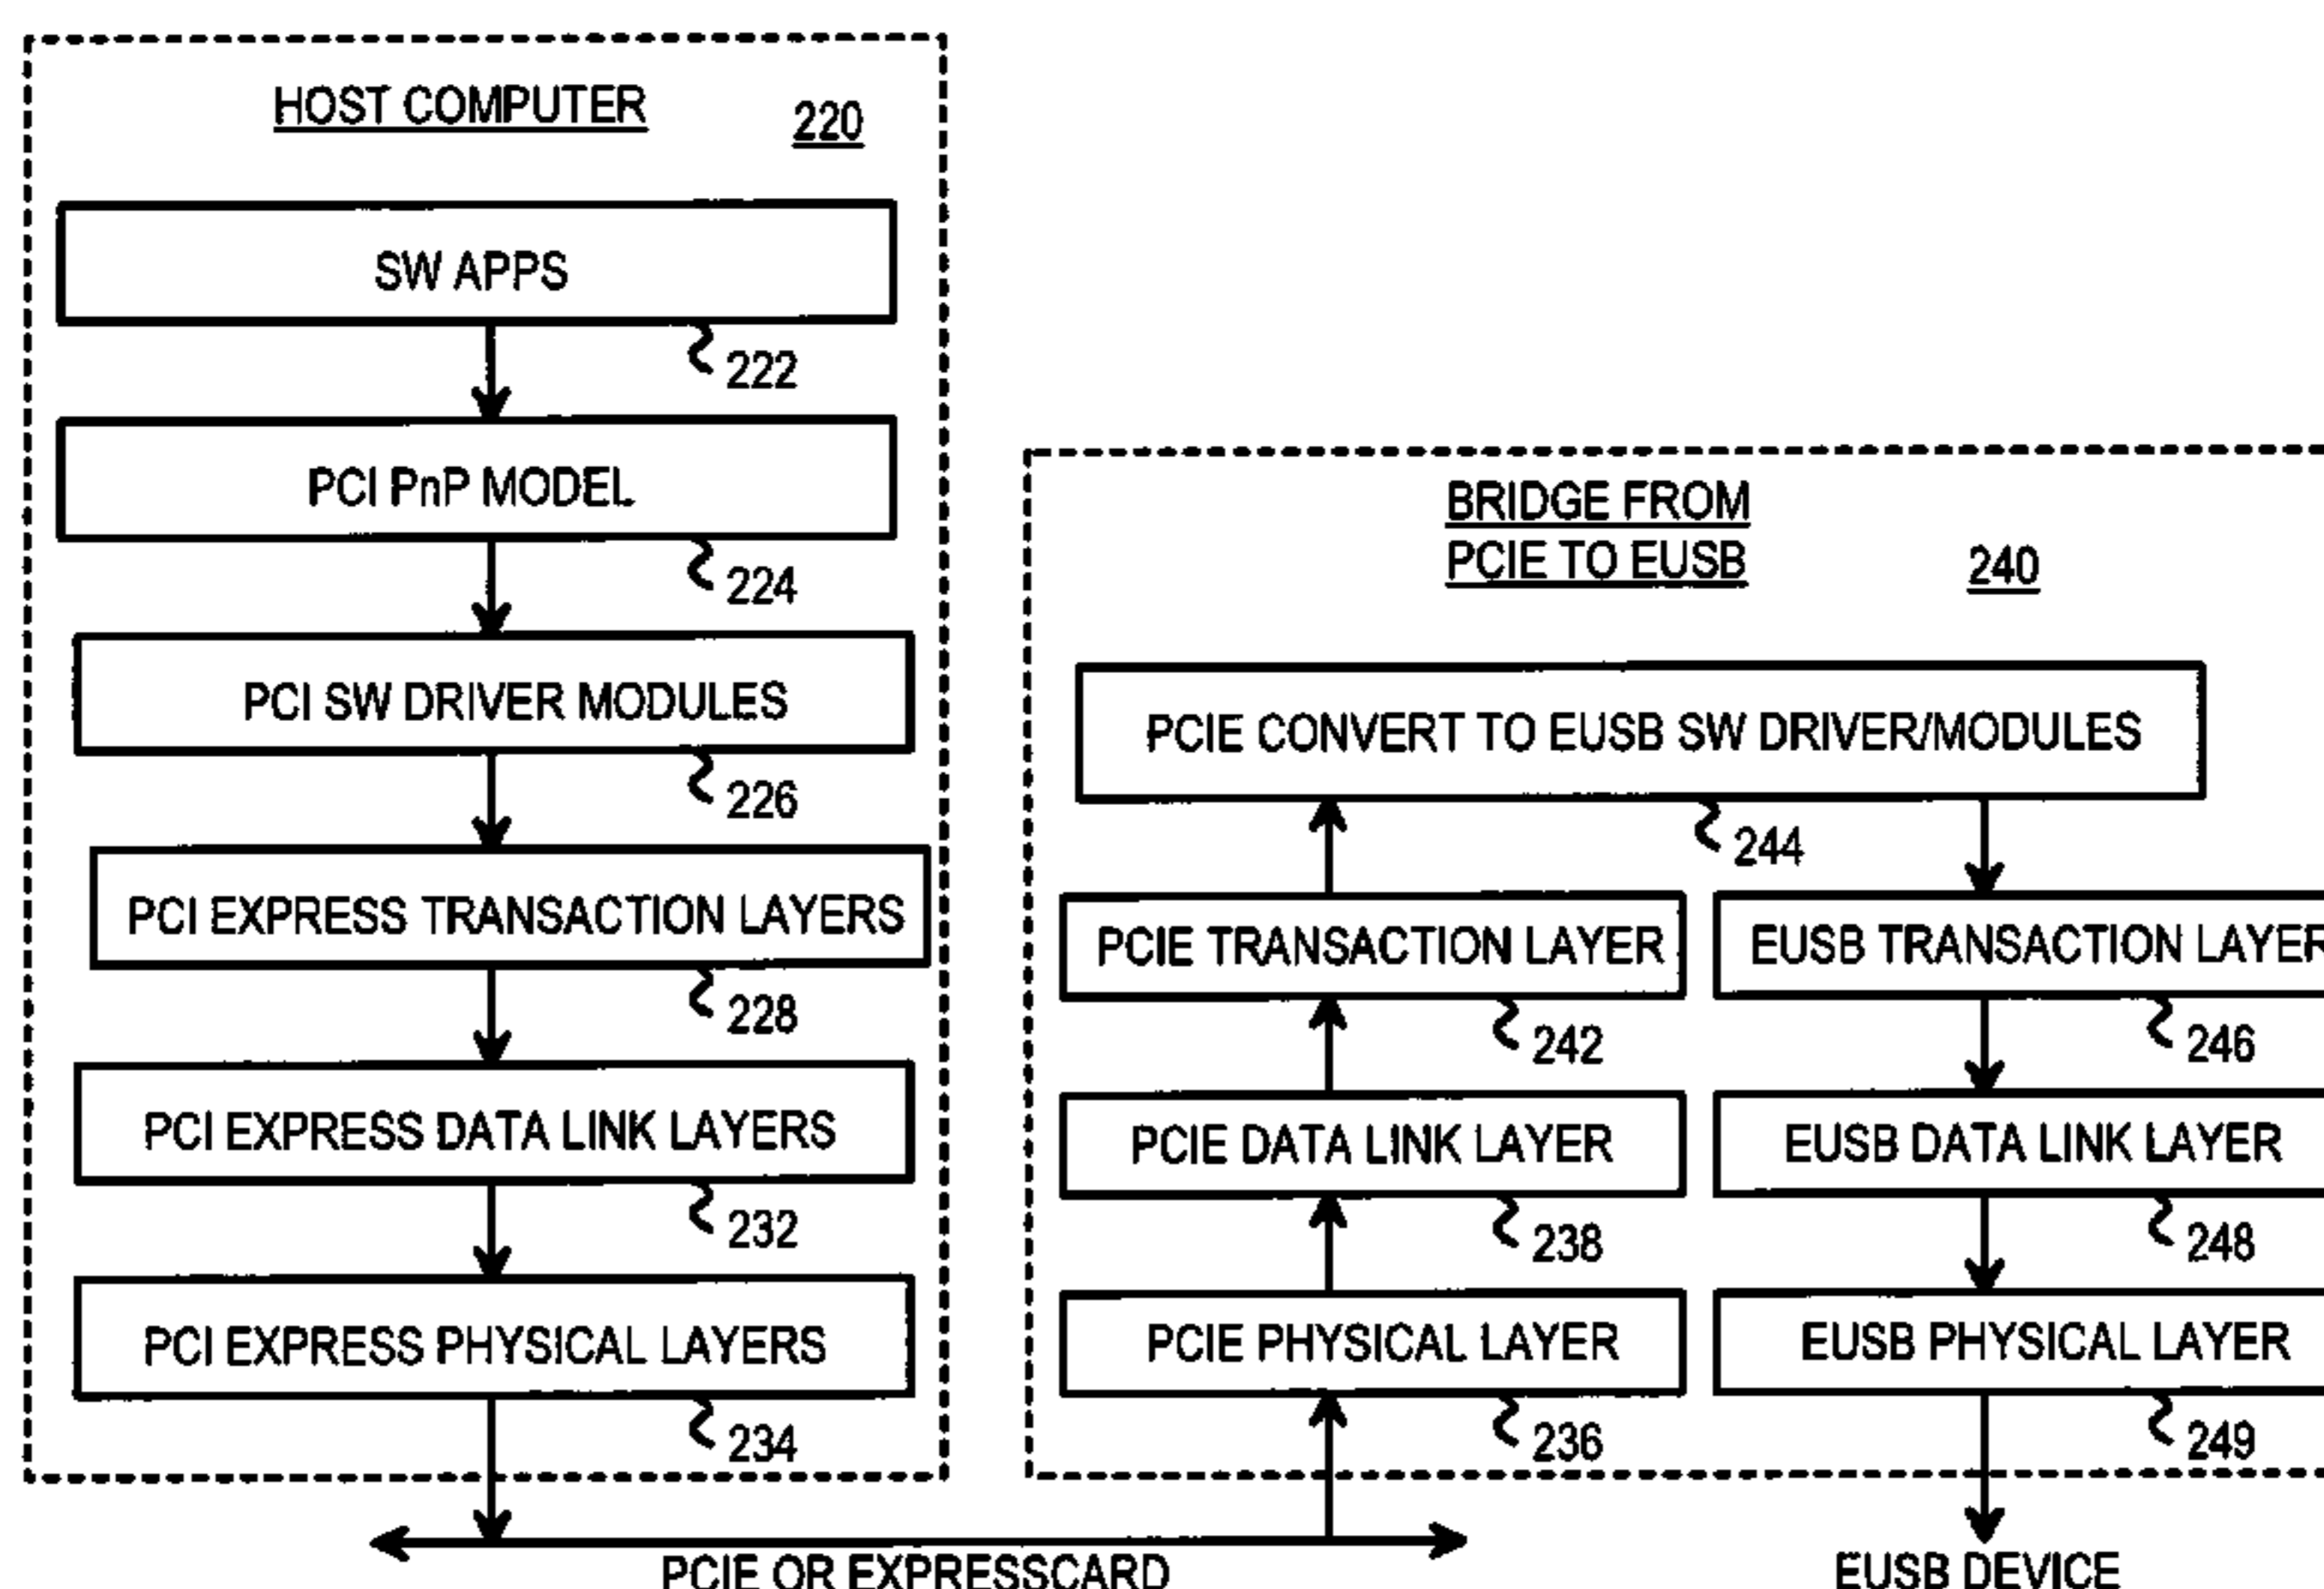 HOST COMPUTER
220
SW APPS
222
PCI PnP MODEL
224
PCI SW DRIVER MODULES
226
PCI EXPRESS TRANSACTION LAYERS
228
PCI EXPRESS DATA LINK LAYERS
232
PCI EXPRESS PHYSICAL LAYERS
234
BRIDGE FROM
PCIE TO EUSB
240
PCIE CONVERT TO EUSB SW DRIVER/MODULES
244
PCIE TRANSACTION LAYER
242
EUSB TRANSACTION LAYER
246
PCIE DATA LINK LAYER
238
EUSB DATA LINK LAYER
248
PCIE PHYSICAL LAYER
236
EUSB PHYSICAL LAYER
249
PCIE OR EXPRESSCARD
EUSB DEVICE